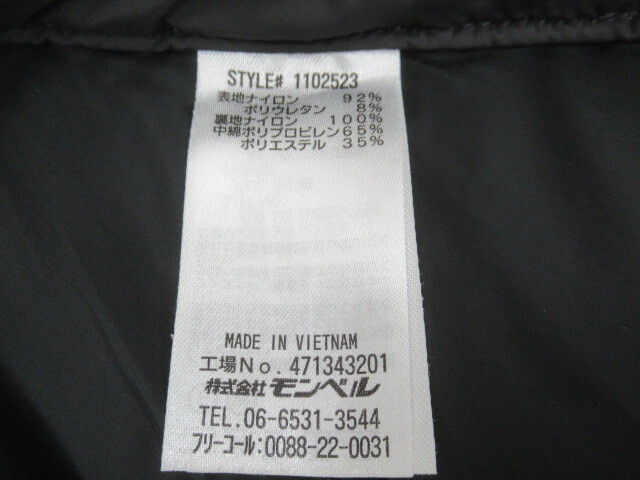 STYLE# 1102523
表地ナイロン 92%
ポリウレタン 8%
裏地ナイロン 100%
中綿ポリプロピレン65%
ポリエステル 35%
MADE IN VIETNAM
工場No. 471343201
株式会社 モンベル
TEL.06-6531-3544
フリーコール:0088-22-0031